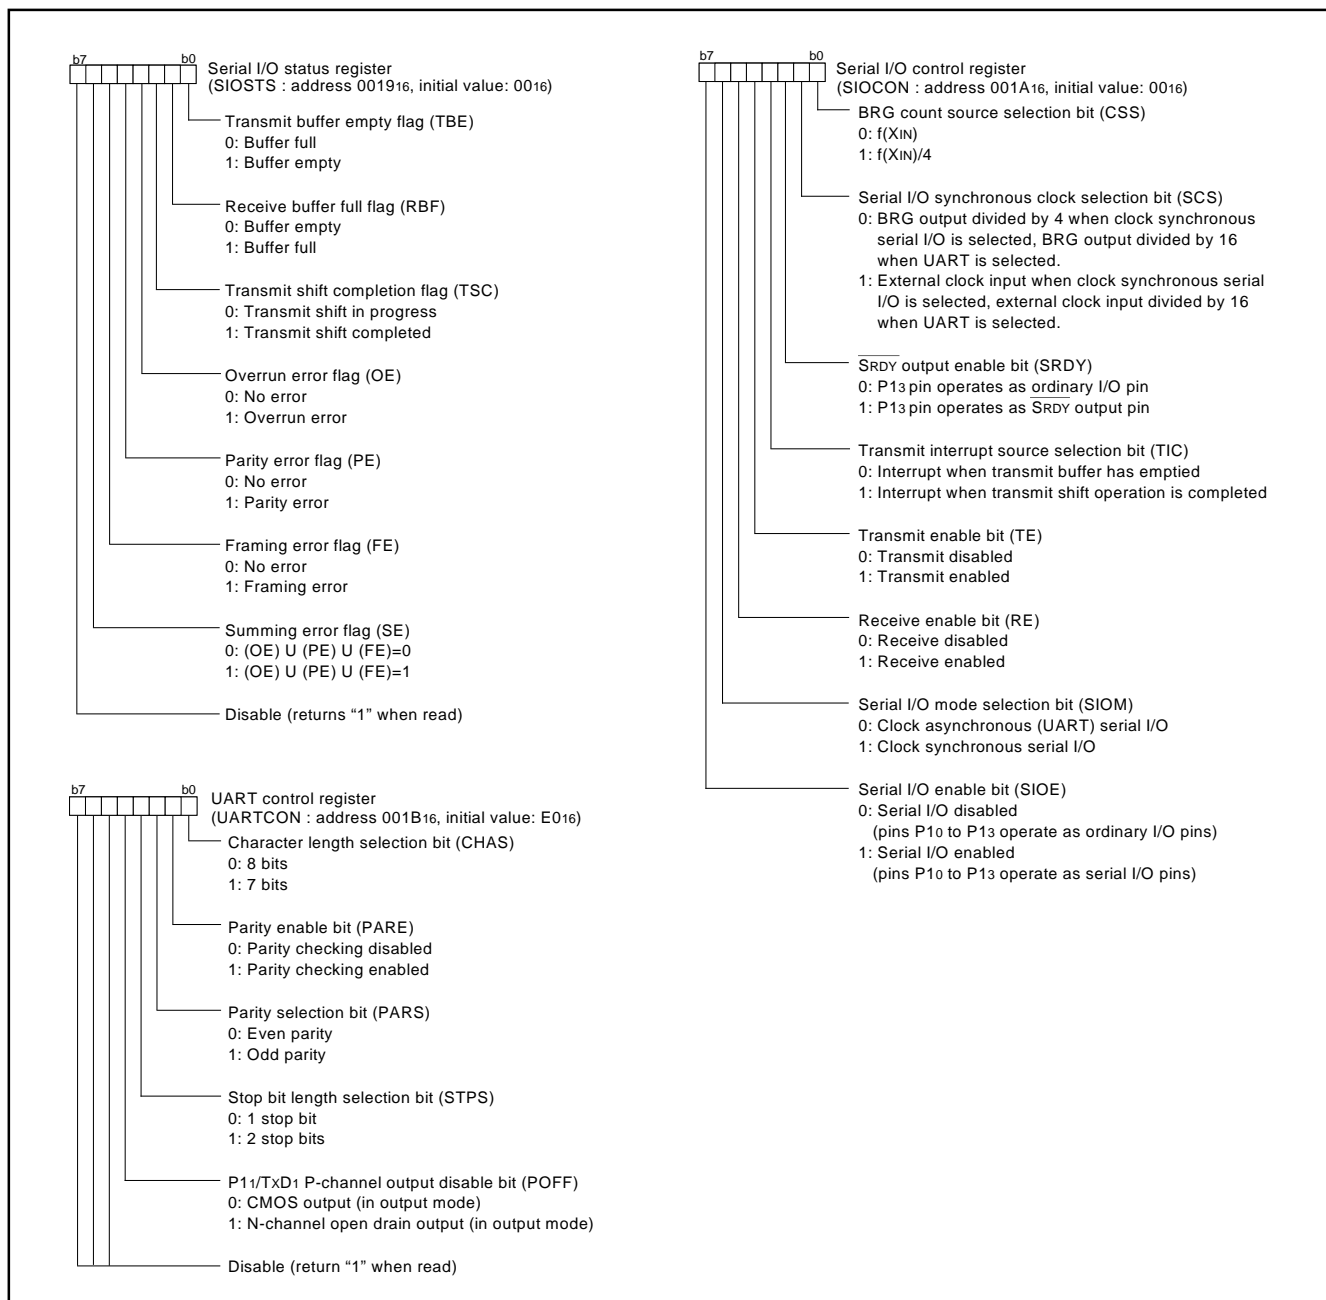 b7 b0
Serial I/O status register
(SIOSTS : address 001916, initial value: 0016)
Transmit buffer empty flag (TBE)
0: Buffer full
1: Buffer empty
Receive buffer full flag (RBF)
0: Buffer empty
1: Buffer full
Transmit shift completion flag (TSC)
0: Transmit shift in progress
1: Transmit shift completed
Overrun error flag (OE)
0: No error
1: Overrun error
Parity error flag (PE)
0: No error
1: Parity error
Framing error flag (FE)
0: No error
1: Framing error
Summing error flag (SE)
0: (OE) U (PE) U (FE)=0
1: (OE) U (PE) U (FE)=1
Disable (returns “1” when read)
b7 b0
UART control register
(UARTCON : address 001B16, initial value: E016)
Character length selection bit (CHAS)
0: 8 bits
1: 7 bits
Parity enable bit (PARE)
0: Parity checking disabled
1: Parity checking enabled
Parity selection bit (PARS)
0: Even parity
1: Odd parity
Stop bit length selection bit (STPS)
0: 1 stop bit
1: 2 stop bits
P11/TXD1 P-channel output disable bit (POFF)
0: CMOS output (in output mode)
1: N-channel open drain output (in output mode)
Disable (return “1” when read)
b7 b0
Serial I/O control register
(SIOCON : address 001A16, initial value: 0016)
BRG count source selection bit (CSS)
0: f(XIN)
1: f(XIN)/4
Serial I/O synchronous clock selection bit (SCS)
0: BRG output divided by 4 when clock synchronous
serial I/O is selected, BRG output divided by 16
when UART is selected.
1: External clock input when clock synchronous serial
I/O is selected, external clock input divided by 16
when UART is selected.
SRDY output enable bit (SRDY)
0: P13 pin operates as ordinary I/O pin
1: P13 pin operates as SRDY output pin
Transmit interrupt source selection bit (TIC)
0: Interrupt when transmit buffer has emptied
1: Interrupt when transmit shift operation is completed
Transmit enable bit (TE)
0: Transmit disabled
1: Transmit enabled
Receive enable bit (RE)
0: Receive disabled
1: Receive enabled
Serial I/O mode selection bit (SIOM)
0: Clock asynchronous (UART) serial I/O
1: Clock synchronous serial I/O
Serial I/O enable bit (SIOE)
0: Serial I/O disabled
(pins P10 to P13 operate as ordinary I/O pins)
1: Serial I/O enabled
(pins P10 to P13 operate as serial I/O pins)